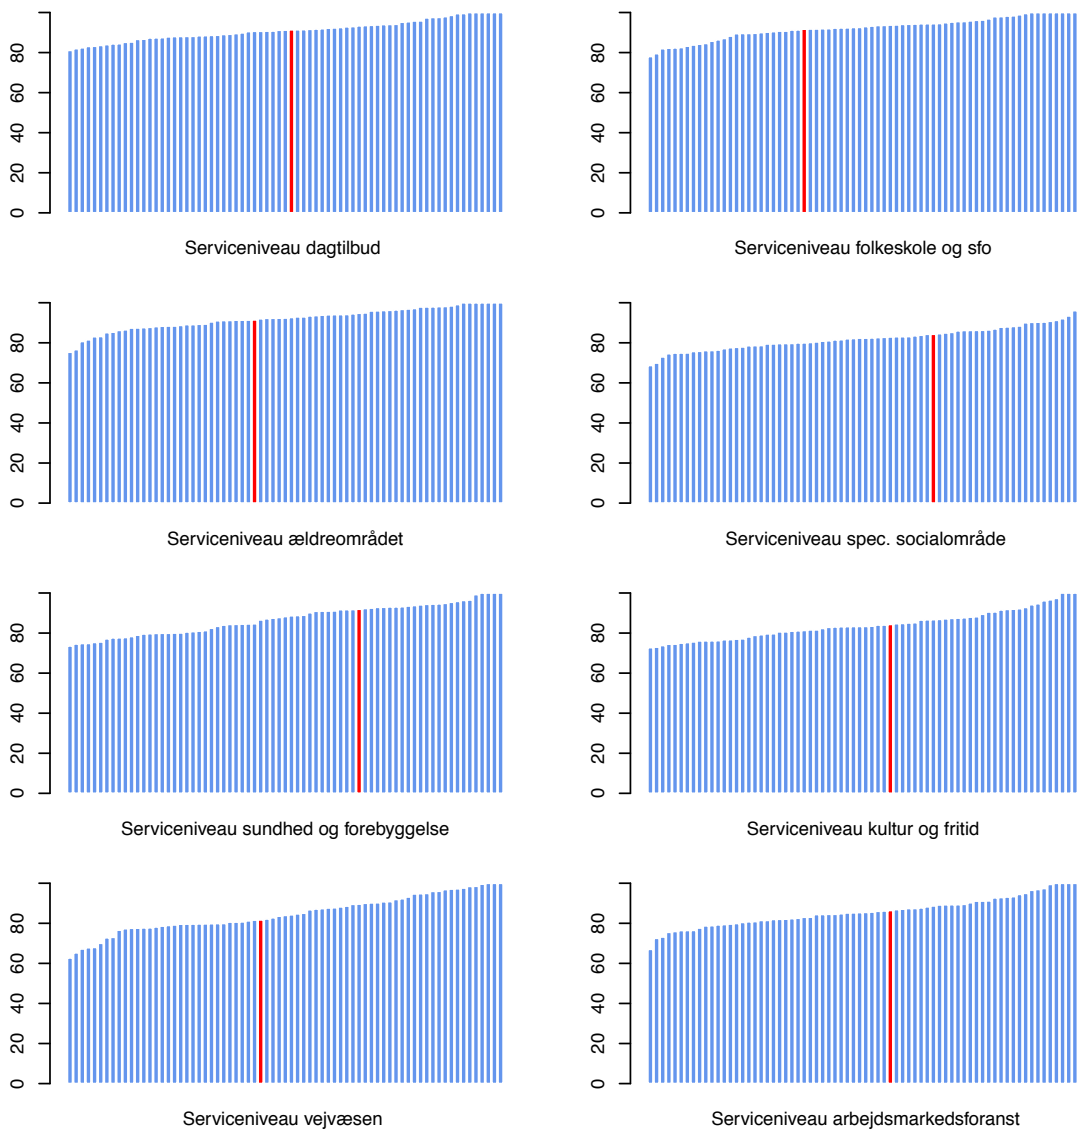 0 20 40 60 80
Serviceniveau dagtilbud
0 20 40 60 80
Serviceniveau folkeskole og sfo
0 20 40 60 80
Serviceniveau ældreområdet
0 20 40 60 80
Serviceniveau spec. socialområde
0 20 40 60 80
Serviceniveau sundhed og forebyggelse
0 20 40 60 80
Serviceniveau kultur og fritid
0 20 40 60 80
Serviceniveau vejvæsen
0 20 40 60 80
Serviceniveau arbejdsmarkedsforanst